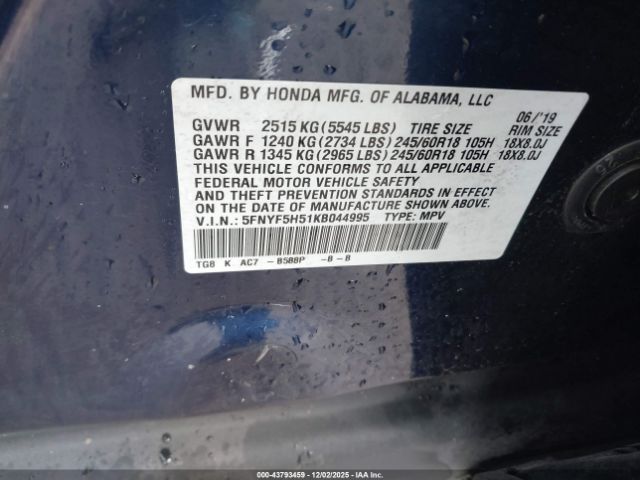 MFD. BY HONDA MFG. OF ALABAMA, LLC
06/'19
GVWR 2515 KG (5545 LBS) TIRE SIZE RIM SIZE
GAWR F 1240 KG (2734 LBS) 245/60R18 105H 18X8.0J
GAWR R 1345 KG (2965 LBS) 245/60R18 105H 18X8.0J
THIS VEHICLE CONFORMS TO ALL APPLICABLE
FEDERAL MOTOR VEHICLE SAFETY
AND THEFT PREVENTION STANDARDS IN EFFECT
ON THE DATE OF MANUFACTURE SHOWN ABOVE.
V.I.N.: 5FNYF5H51KB044995 TYPE: MPV
TG8 K AC7 - B588P -B-B
000-43793459 | 12/02/2025 - IAA Inc.